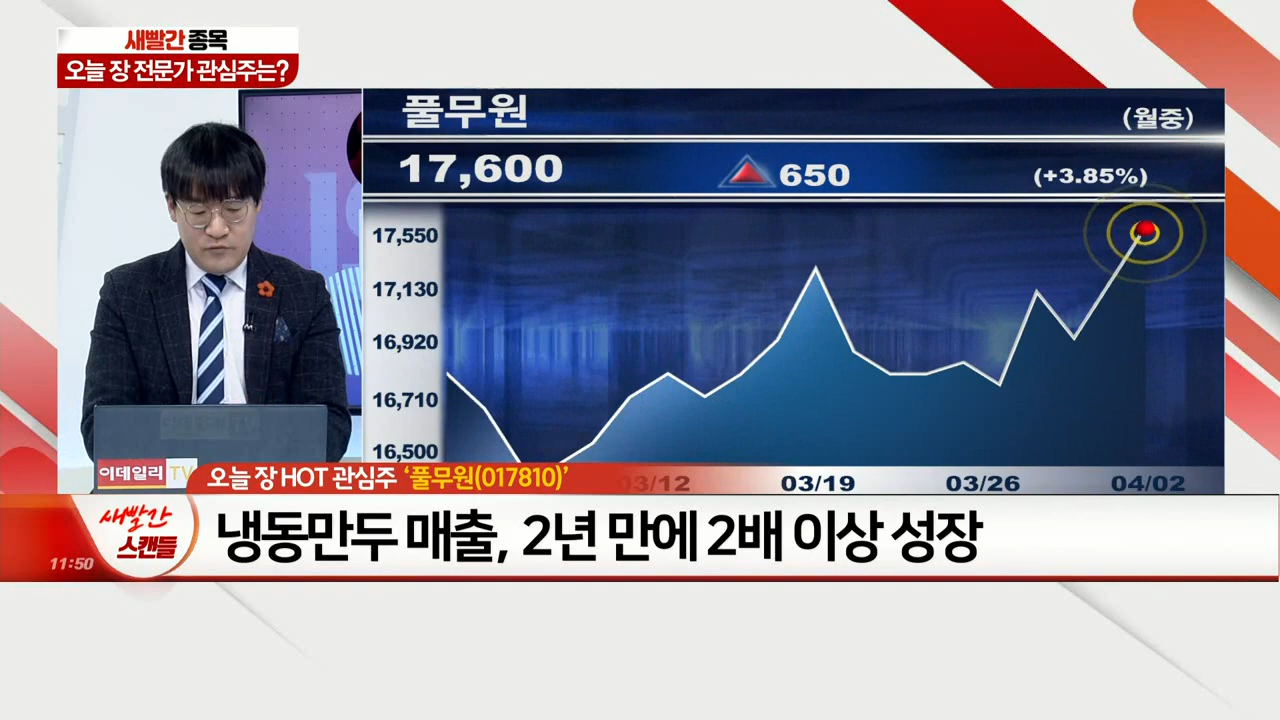 새빨간 종목
오늘 장 전문가 관심주는?
풀무원
(월중)
17,600
650
(+3.85%)
17,550
17,130
16,920
16,710
16,500
03/12
03/19
03/26
04/02
이데일리 TV
오늘 장 HOT 관심주 ‘풀무원(017810)’
새빨간
스캔들
냉동만두 매출, 2년 만에 2배 이상 성장
11:50